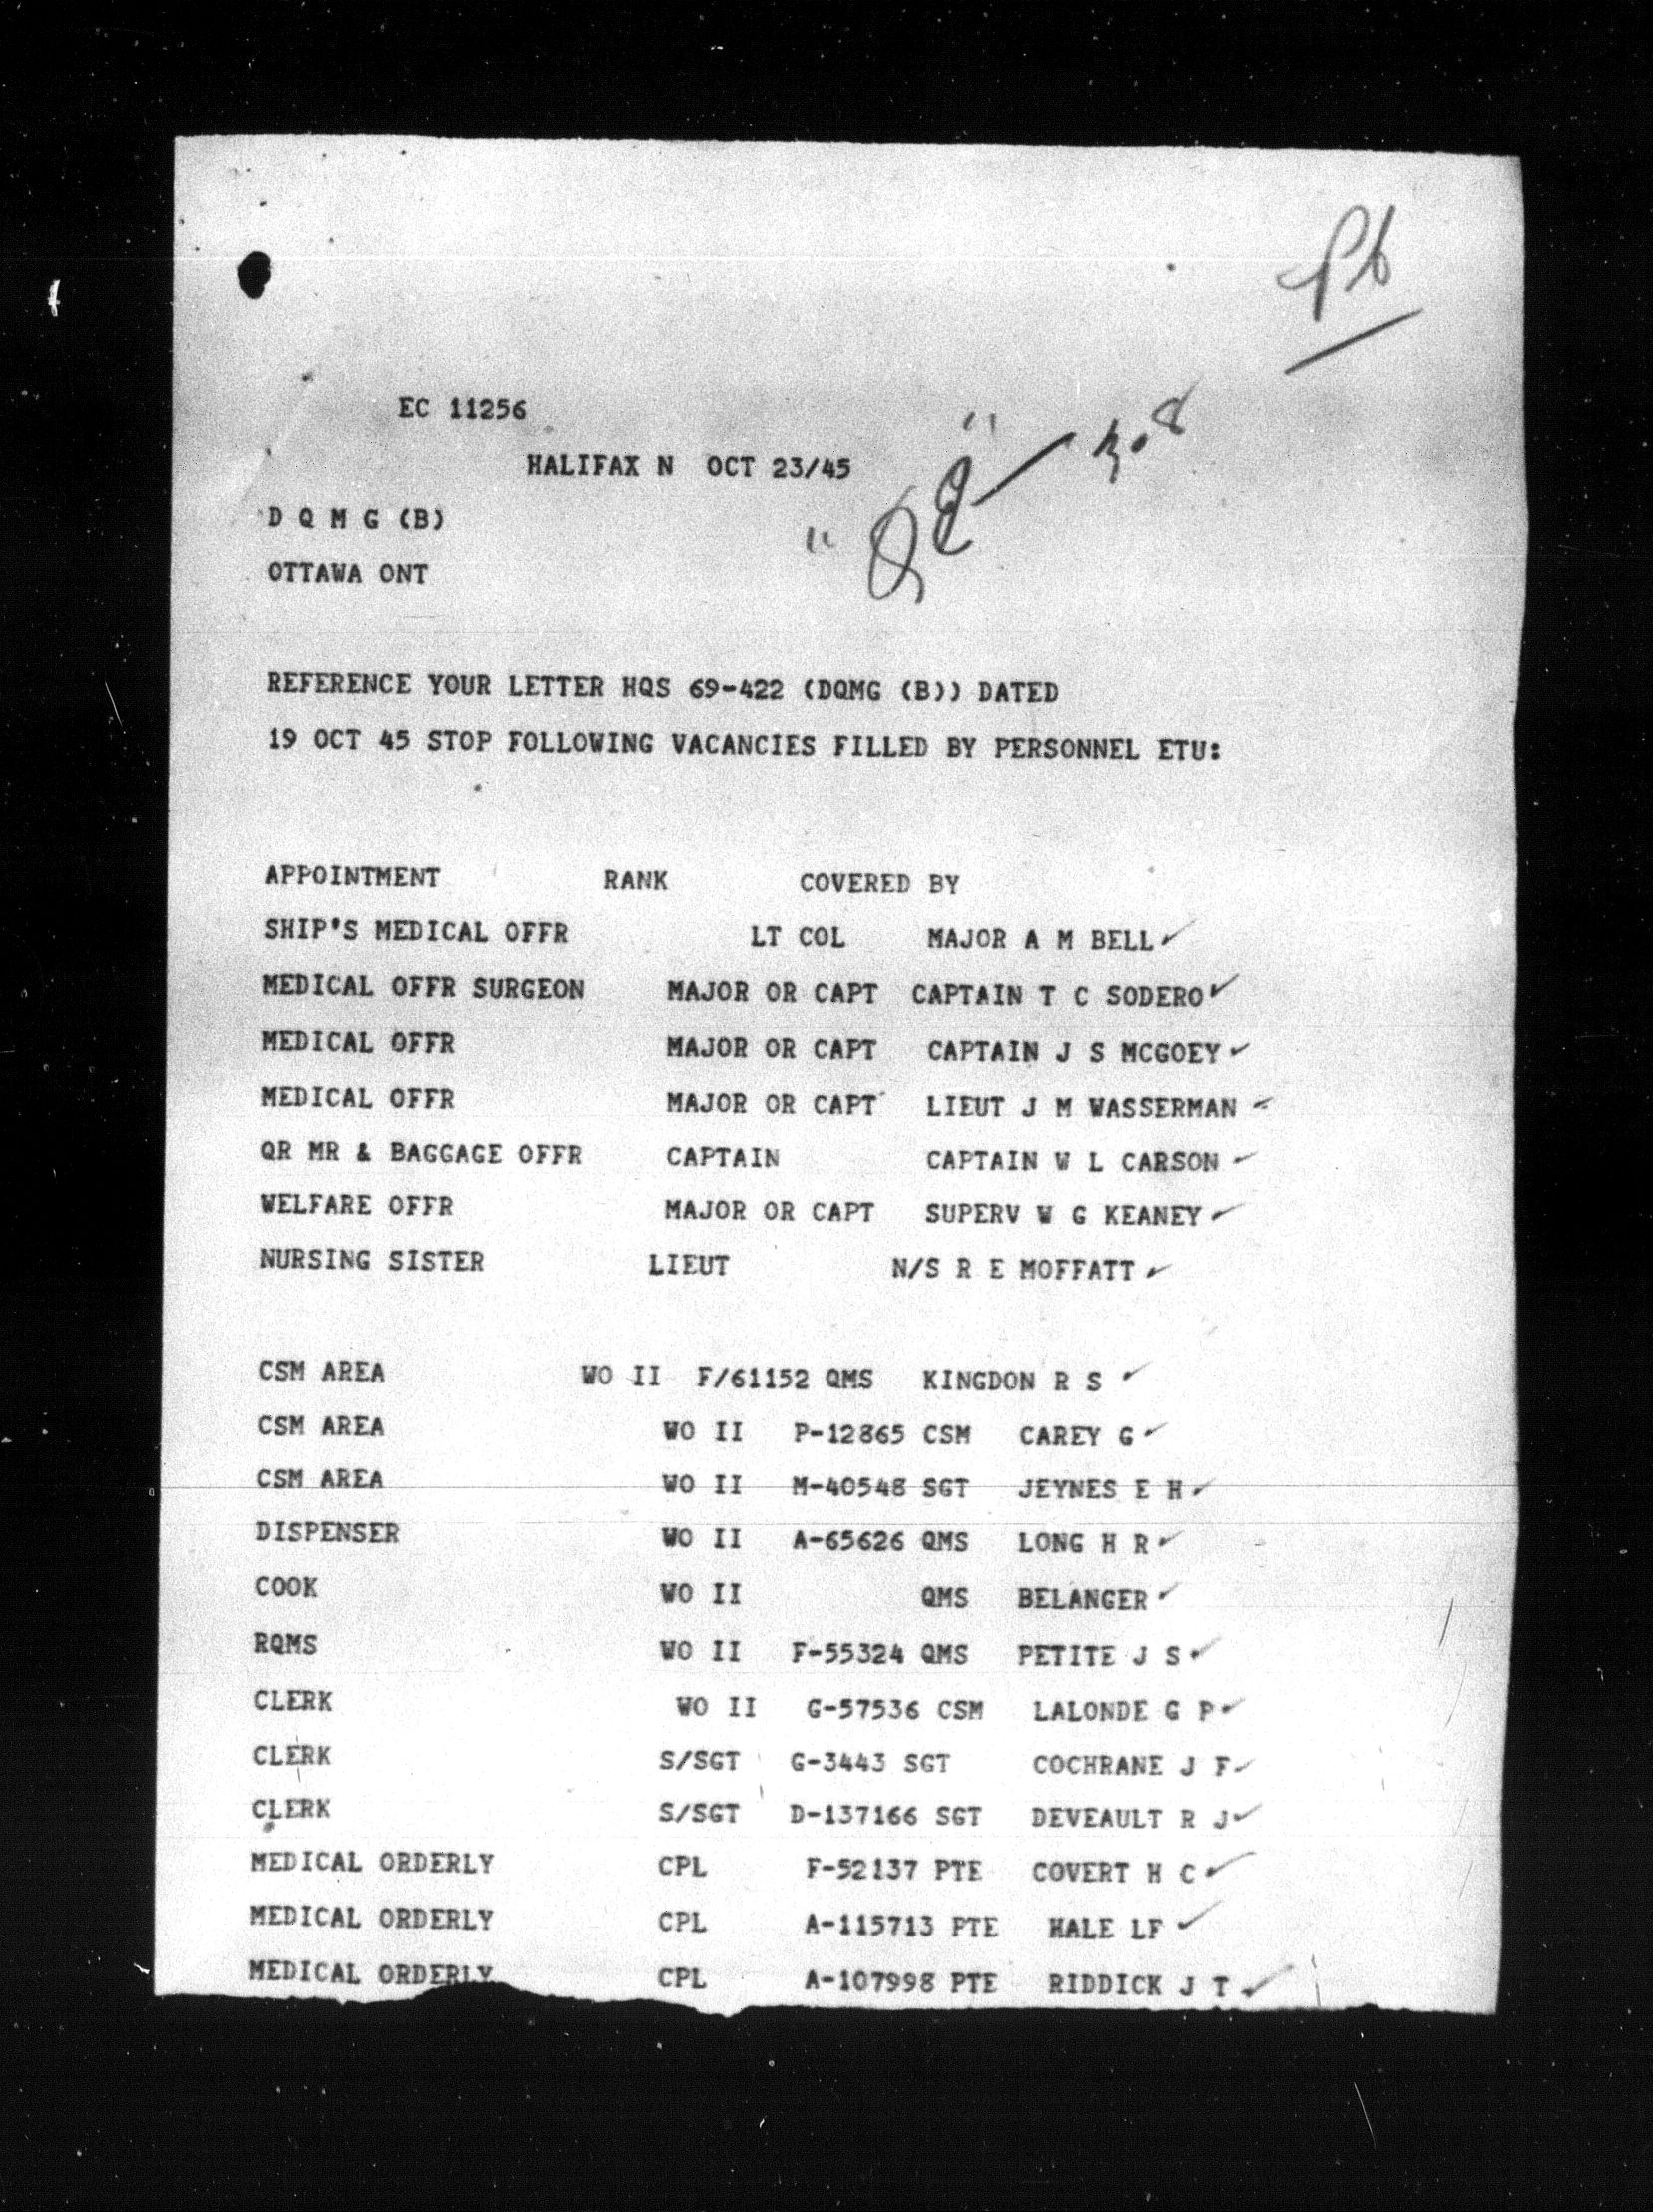 EC 11256
HALIFAX N OCT 23/45
D Q M G (B)
OTTAWA ONT
REFERENCE YOUR LETTER HQS 69-422 (DQMG (B)) DATED
19 OCT 45 STOP FOLLOWING VACANCIES FILLED BY PERSONNEL ETU:
APPOINTMENT RANK COVERED BY
SHIP'S MEDICAL OFFR LT COL MAJOR A M BELL
MEDICAL OFFR SURGEON MAJOR OR CAPT CAPTAIN T C SODERO
MEDICAL OFFR MAJOR OR CAPT CAPTAIN J S MCGOEY
MEDICAL OFFR MAJOR OR CAPT LIEUT J M WASSERMAN
QR MR & BAGGAGE OFFR CAPTAIN CAPTAIN W L CARSON
WELFARE OFFR MAJOR OR CAPT SUPERV W G KEANEY
NURSING SISTER LIEUT N/S R E MOFFATT
CSM AREA WO II F/61152 QMS KINGDON R S
CSM AREA WO II P-12865 CSM CAREY G
CSM AREA WO II M-40548 SGT JEYNES E H
DISPENSER WO II A-65626 QMS LONG H R
COOK WO II QMS BELANGER
RQMS WO II F-55324 QMS PETITE J S
CLERK WO II G-57536 CSM LALONDE G P
CLERK S/SGT G-3443 SGT COCHRANE J F
CLERK S/SGT D-137166 SGT DEVEAULT R J
MEDICAL ORDERLY CPL F-52137 PTE COVERT H C
MEDICAL ORDERLY CPL A-115713 PTE HALE LF
MEDICAL ORDERLY CPL A-107998 PTE RIDDICK J T